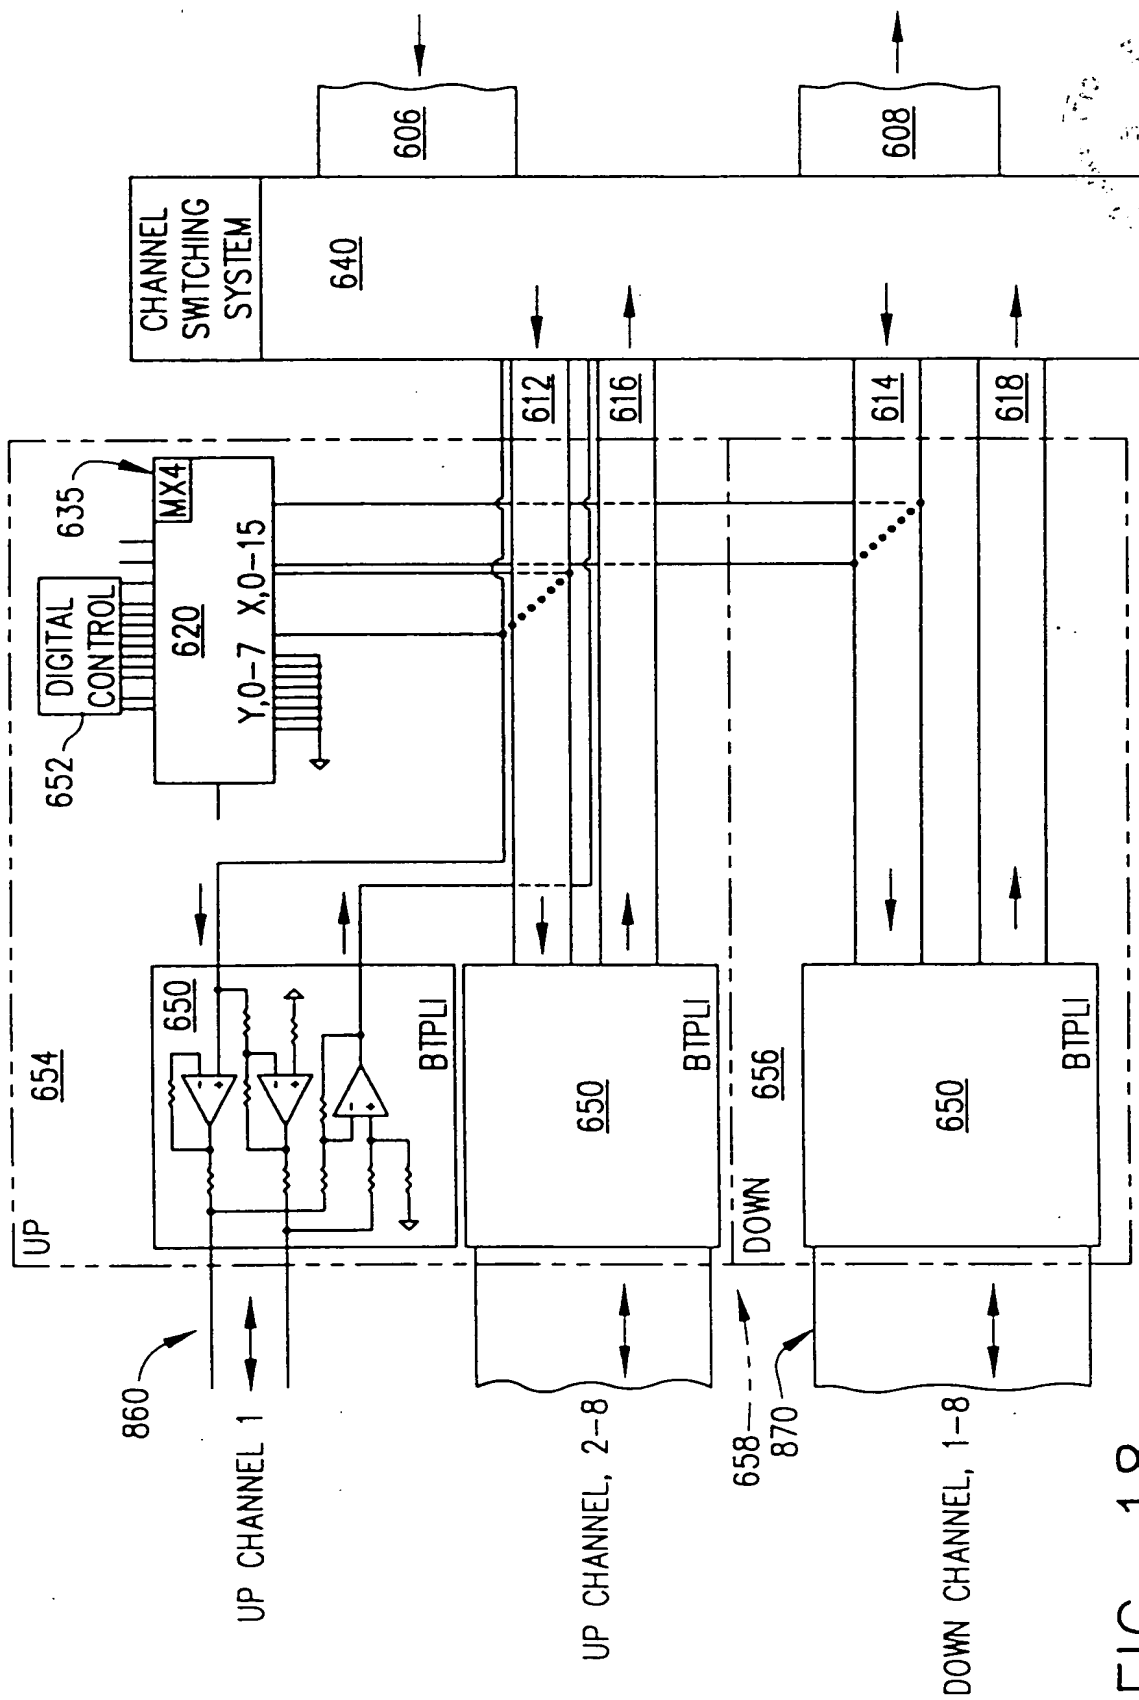 CHANNEL
SWITCHING
SYSTEM
640
606
608
635
MX4
DIGITAL
CONTROL
652
620
Y,0-7 X,0-15
612
616
614
618
654
UP
650
BTPLI
650
BTPLI
656
DOWN
650
BTPLI
860
UP CHANNEL 1
UP CHANNEL, 2-8
658
870
DOWN CHANNEL, 1-8
FIG. 18